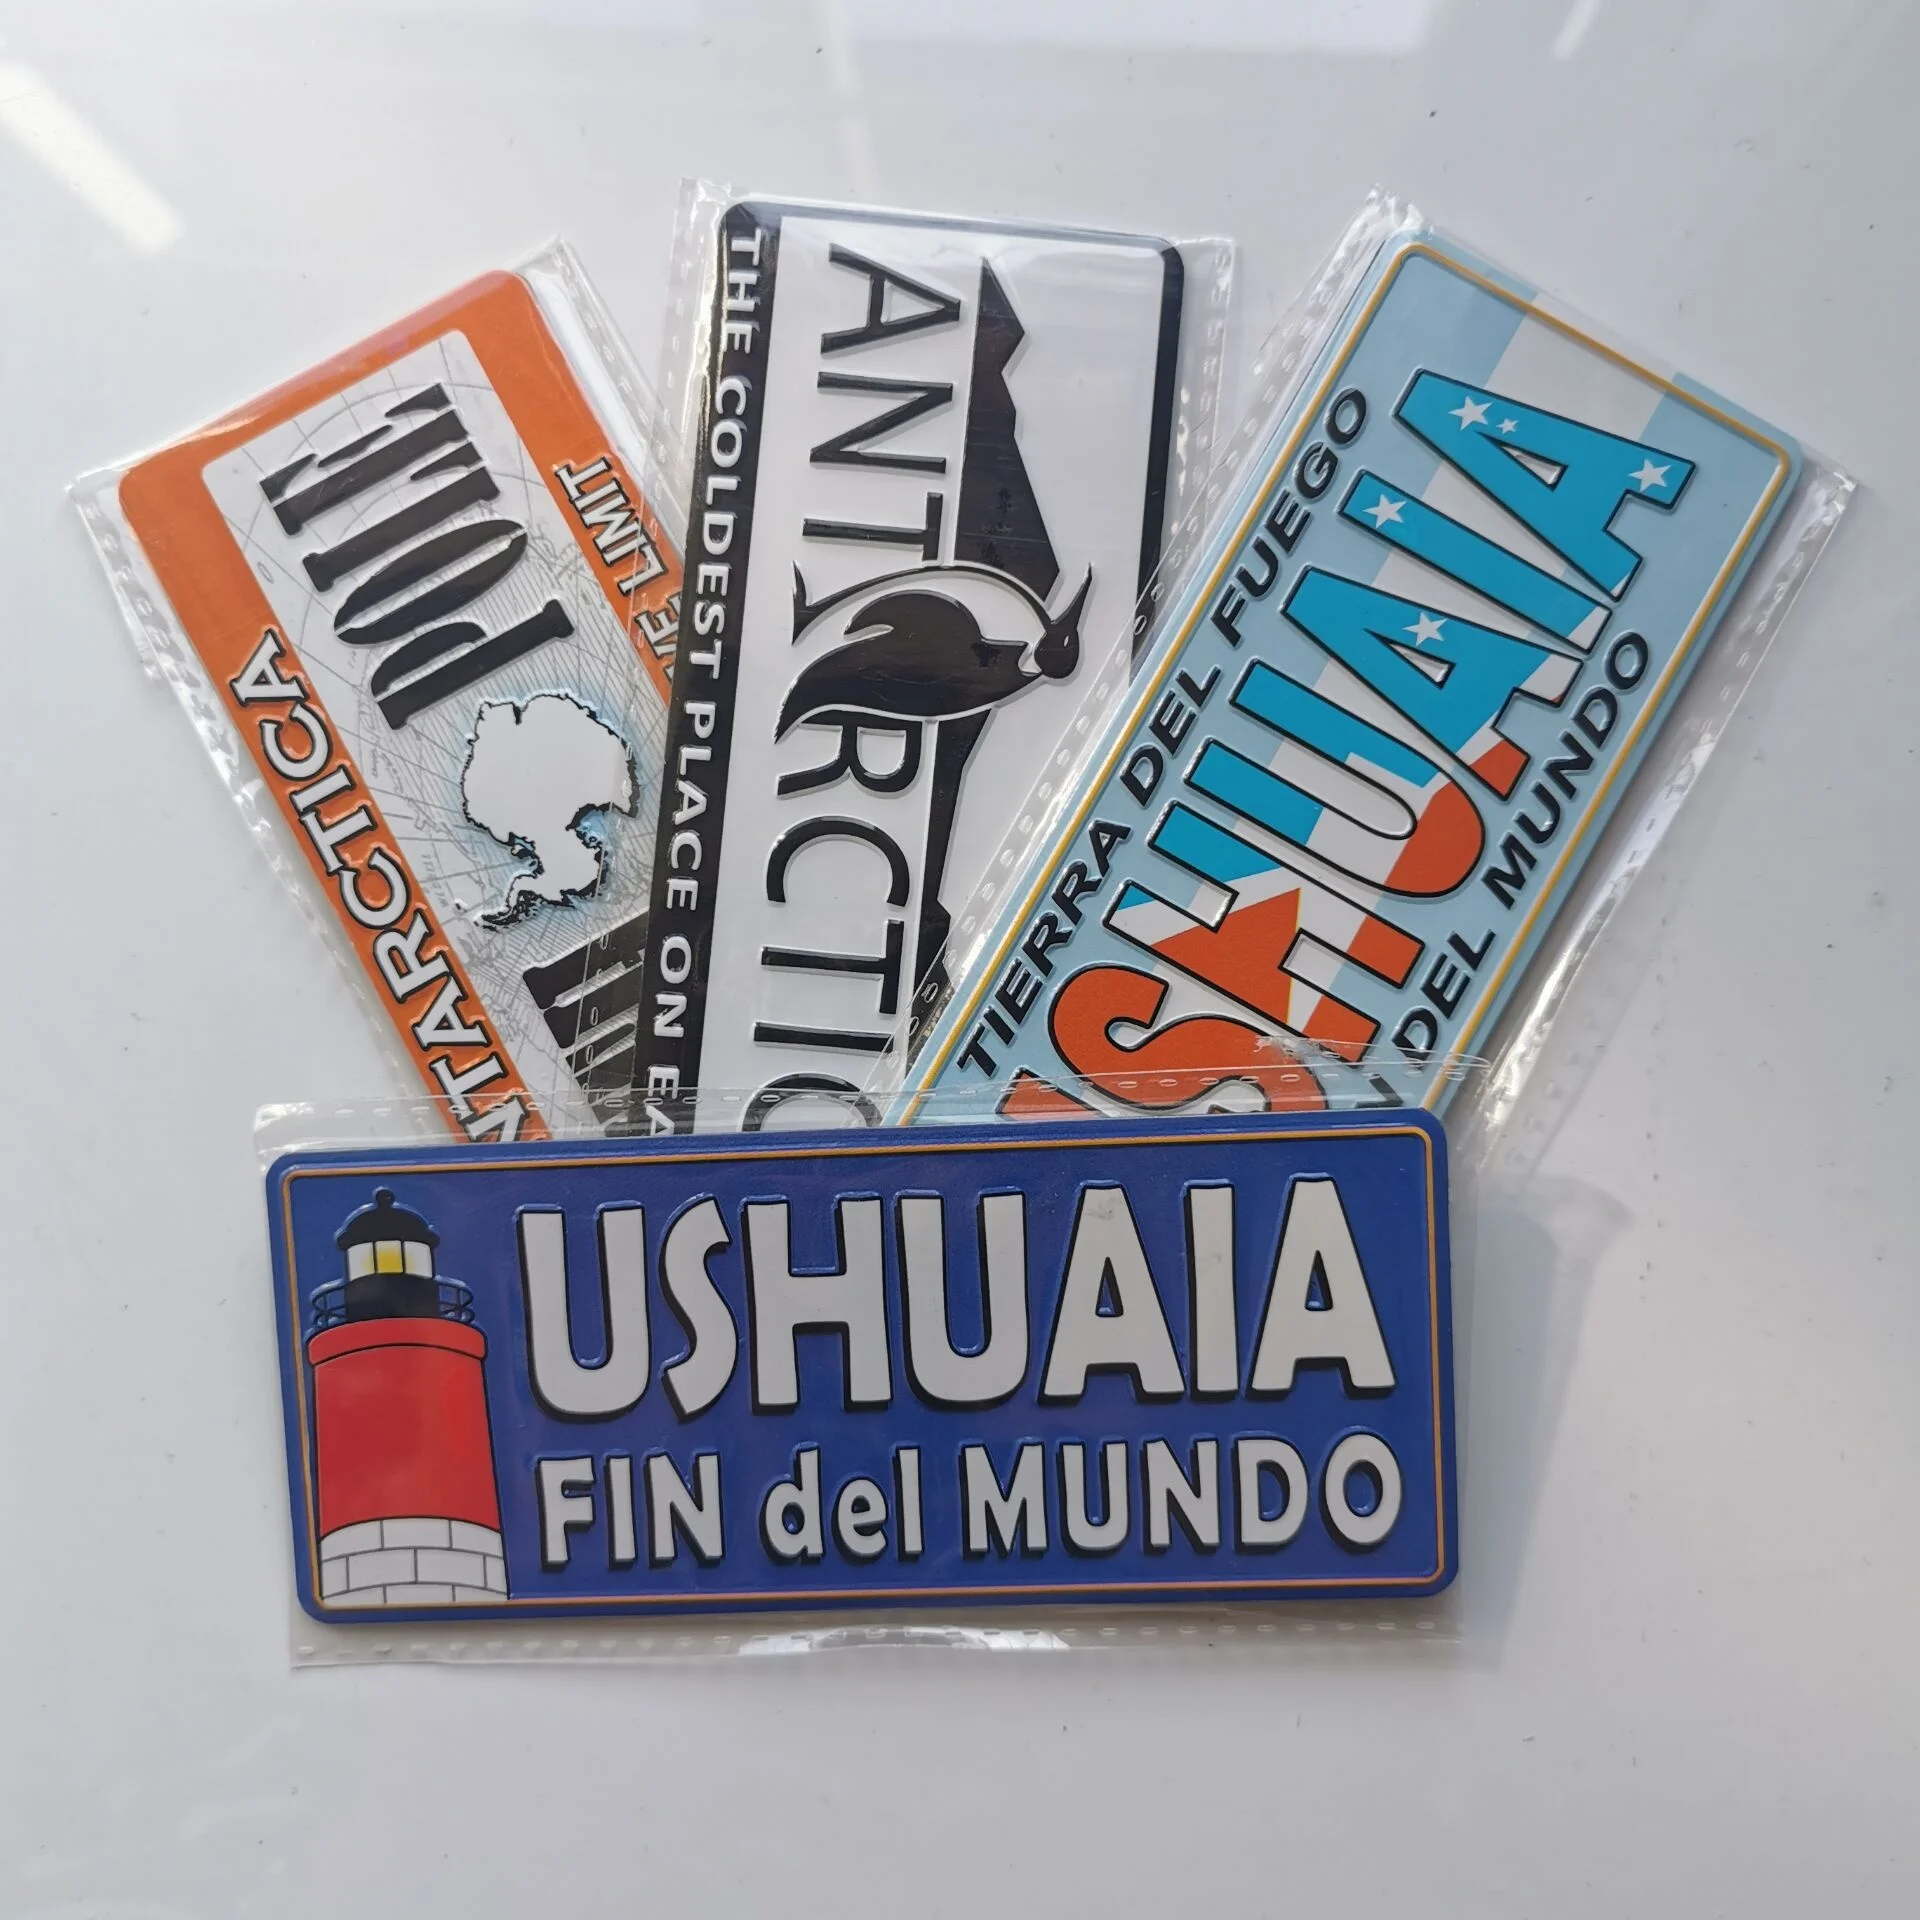 POLE
ANTARCTICA
LIMIT
THE COLDEST PLACE ON
ANT RCTIC
TIERRA DEL FUEGO
USHUAIA
DEL MUNDO
USHUAIA
FIN del MUNDO